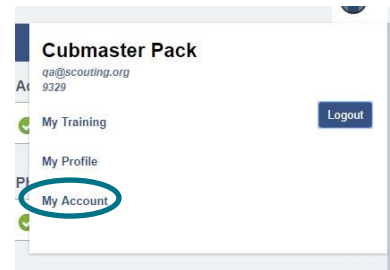 Cubmaster Pack
qa@scouting.org
9329
My Training
Logout
My Profile
My Account